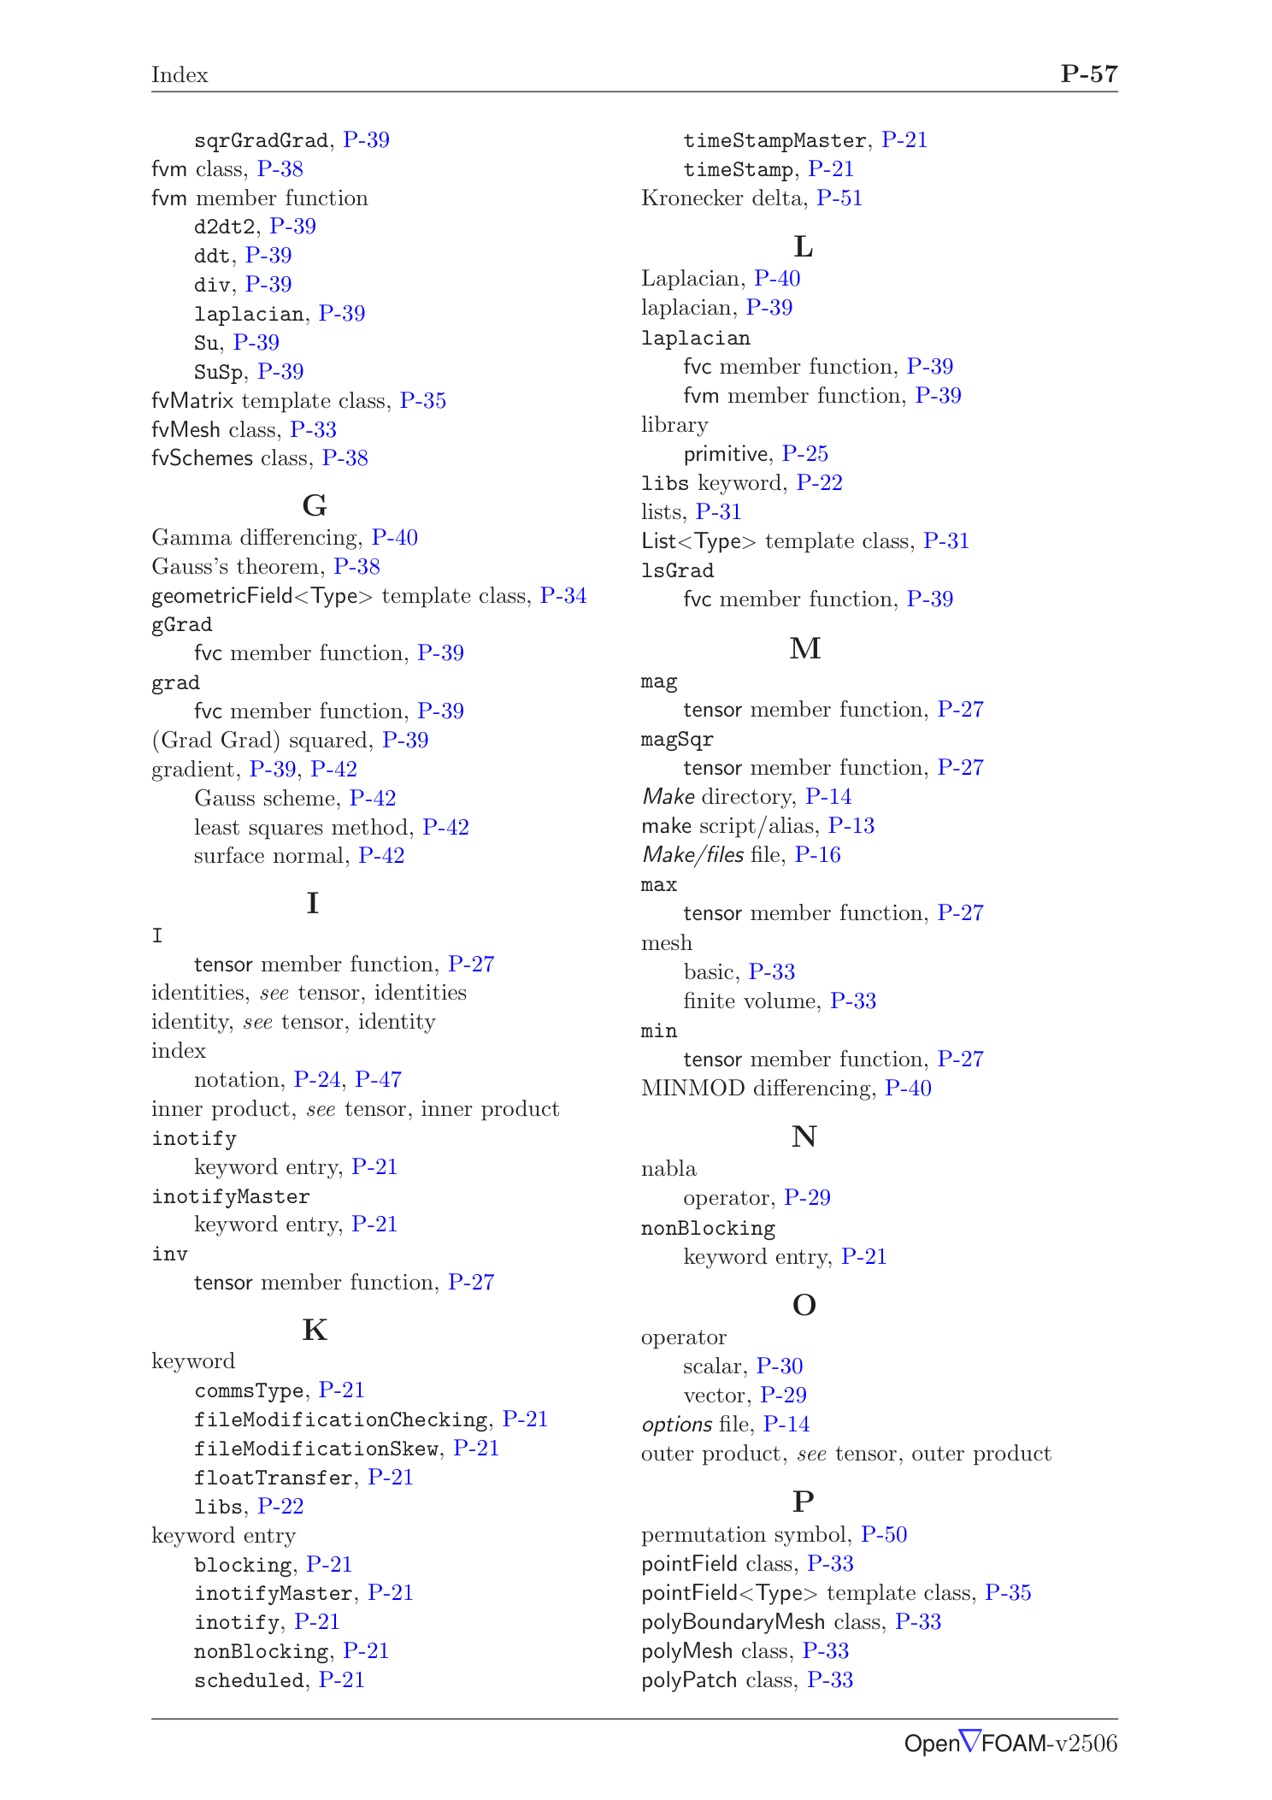 Index P-57
sqrGradGrad, P-39
fvm class, P-38
fvm member function
d2dt2, P-39
ddt, P-39
div, P-39
laplacian, P-39
Su, P-39
SuSp, P-39
fvMatrix template class, P-35
fvMesh class, P-33
fvSchemes class, P-38
G
Gamma differencing, P-40
Gauss's theorem, P-38
geometricField<Type> template class, P-34
gGrad
fvc member function, P-39
grad
fvc member function, P-39
(Grad Grad) squared, P-39
gradient, P-39, P-42
Gauss scheme, P-42
least squares method, P-42
surface normal, P-42
I
I
tensor member function, P-27
identities, see tensor, identities
identity, see tensor, identity
index
notation, P-24, P-47
inner product, see tensor, inner product
inotify
keyword entry, P-21
inotifyMaster
keyword entry, P-21
inv
tensor member function, P-27
K
keyword
commsType, P-21
fileModificationChecking, P-21
fileModificationSkew, P-21
floatTransfer, P-21
libs, P-22
keyword entry
blocking, P-21
inotifyMaster, P-21
inotify, P-21
nonBlocking, P-21
scheduled, P-21
timeStampMaster, P-21
timeStamp, P-21
Kronecker delta, P-51
L
Laplacian, P-40
laplacian, P-39
laplacian
fvc member function, P-39
fvm member function, P-39
library
primitive, P-25
libs keyword, P-22
lists, P-31
List<Type> template class, P-31
lsGrad
fvc member function, P-39
M
mag
tensor member function, P-27
magSqr
tensor member function, P-27
Make directory, P-14
make script/alias, P-13
Make/files file, P-16
max
tensor member function, P-27
mesh
basic, P-33
finite volume, P-33
min
tensor member function, P-27
MINMOD differencing, P-40
N
nabla
operator, P-29
nonBlocking
keyword entry, P-21
O
operator
scalar, P-30
vector, P-29
options file, P-14
outer product, see tensor, outer product
P
permutation symbol, P-50
pointField class, P-33
pointField<Type> template class, P-35
polyBoundaryMesh class, P-33
polyMesh class, P-33
polyPatch class, P-33
Open▽FOAM-v2506